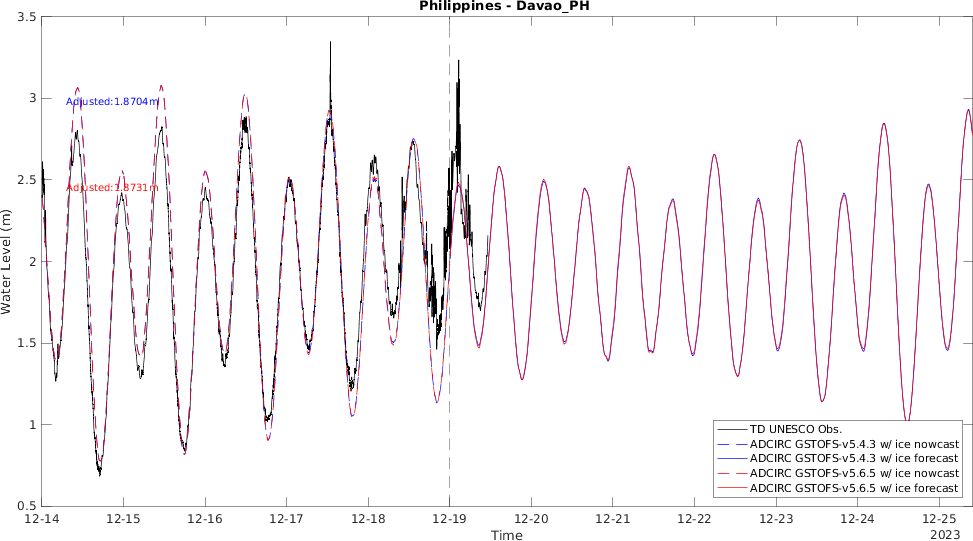 Philippines - Davao_PH
3.5
3
2.5
2
1.5
1
0.5
Water Level (m)
Adjusted:1.8704m
Adjusted:1.8731m
TD UNESCO Obs.
ADCIRC GSTOFS-v5.4.3 w/ ice nowcast
ADCIRC GSTOFS-v5.4.3 w/ ice forecast
ADCIRC GSTOFS-v5.6.5 w/ ice nowcast
ADCIRC GSTOFS-v5.6.5 w/ ice forecast
12-14 12-15 12-16 12-17 12-18 12-19 12-20 12-21 12-22 12-23 12-24 12-25
Time
2023